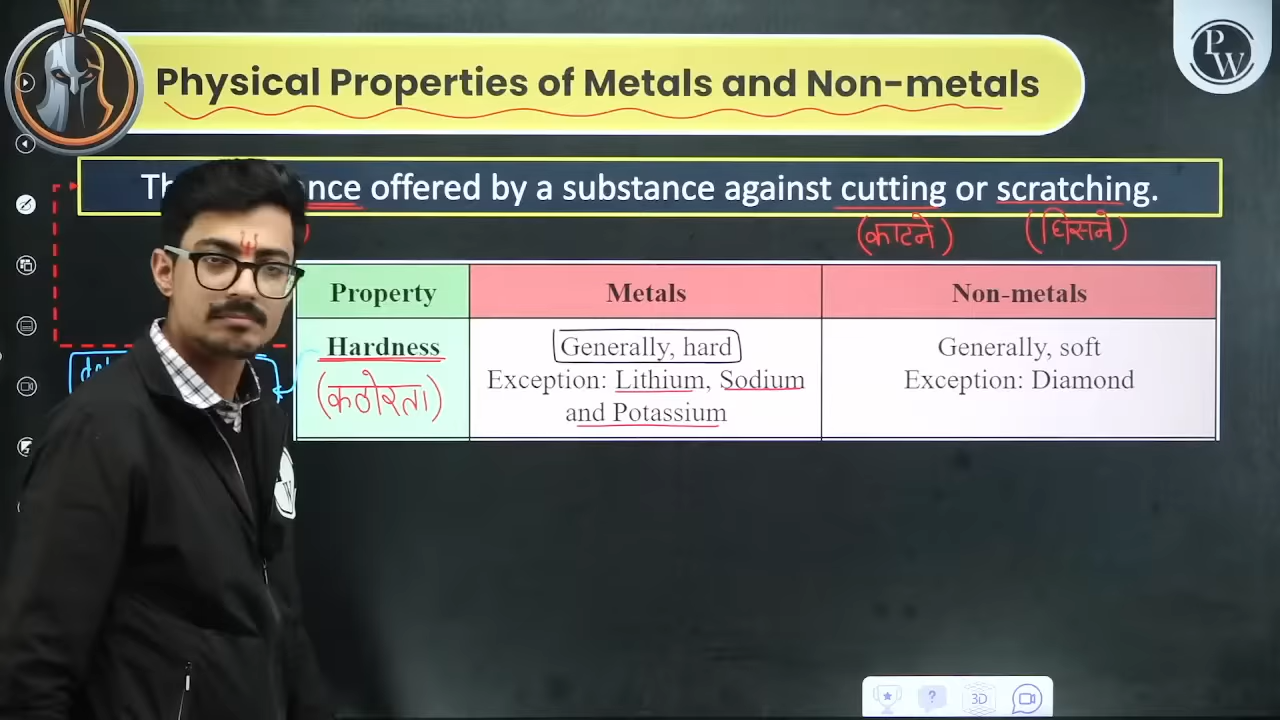 Physical Properties of Metals and Non-metals
PW
offered by a substance against cutting or scratching.
(काटने) (घिसने)
Property Metals Non-metals
Hardness
(कठोरता)
Generally, hard
Exception: Lithium, Sodium
and Potassium
Generally, soft
Exception: Diamond
W
?
3D